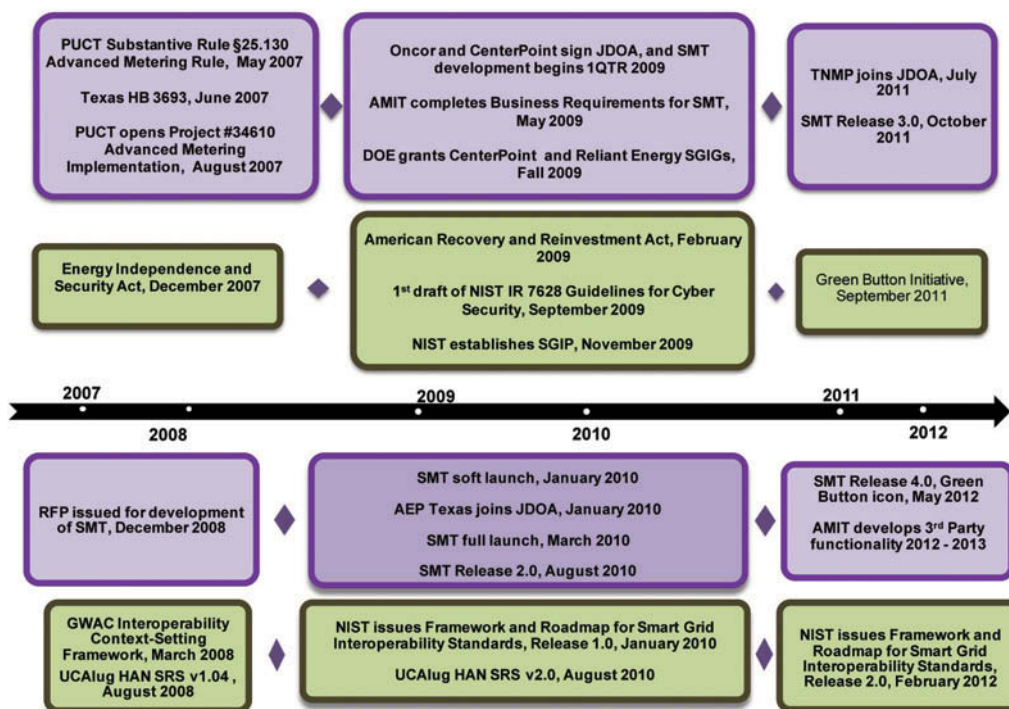 PUCT Substantive Rule §25.130
Advanced Metering Rule, May 2007
Texas HB 3693, June 2007
PUCT opens Project #34610
Advanced Metering
Implementation, August 2007
Oncor and CenterPoint sign JDOA, and SMT
development begins 1QTR 2009
AMIT completes Business Requirements for SMT,
May 2009
DOE grants CenterPoint and Reliant Energy SGIGs,
Fall 2009
TNMP joins JDOA, July
2011
SMT Release 3.0, October
2011
Energy Independence and
Security Act, December 2007
American Recovery and Reinvestment Act, February
2009
1st draft of NIST IR 7628 Guidelines for Cyber
Security, September 2009
NIST establishes SGIP, November 2009
Green Button Initiative,
September 2011
2007
2009
2011
2008
2010
2012
RFP issued for development
of SMT, December 2008
SMT soft launch, January 2010
AEP Texas joins JDOA, January 2010
SMT full launch, March 2010
SMT Release 2.0, August 2010
SMT Release 4.0, Green
Button icon, May 2012
AMIT develops 3rd Party
functionality 2012 - 2013
GWAC Interoperability
Context-Setting
Framework, March 2008
UCAlug HAN SRS v1.04 ,
August 2008
NIST issues Framework and Roadmap for Smart Grid
Interoperability Standards, Release 1.0, January 2010
UCAlug HAN SRS v2.0, August 2010
NIST issues Framework and
Roadmap for Smart Grid
Interoperability Standards,
Release 2.0, February 2012